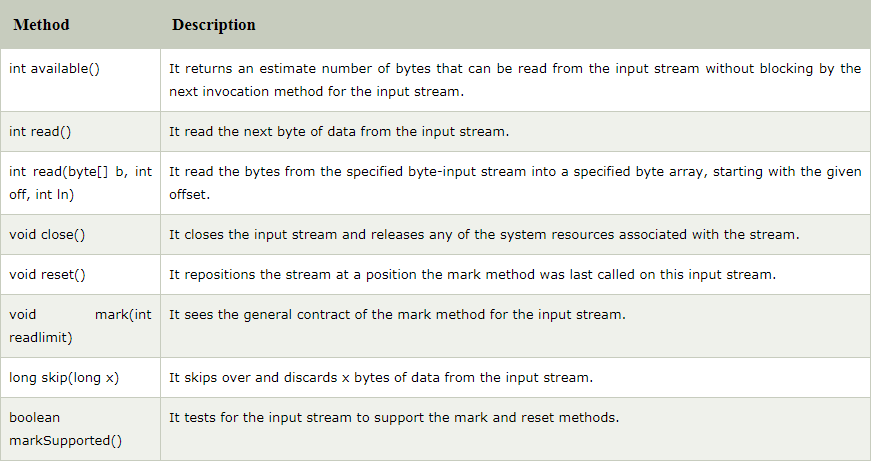 Method Description
int available() It returns an estimate number of bytes that can be read from the input stream without blocking by the
next invocation method for the input stream.
int read() It read the next byte of data from the input stream.
int read(byte[] b, int It read the bytes from the specified byte-input stream into a specified byte array, starting with the given
off, int ln) offset.
void close() It closes the input stream and releases any of the system resources associated with the stream.
void reset() It repositions the stream at a position the mark method was last called on this input stream.
void mark(int It sees the general contract of the mark method for the input stream.
readlimit)
long skip(long x) It skips over and discards x bytes of data from the input stream.
boolean It tests for the input stream to support the mark and reset methods.
markSupported()